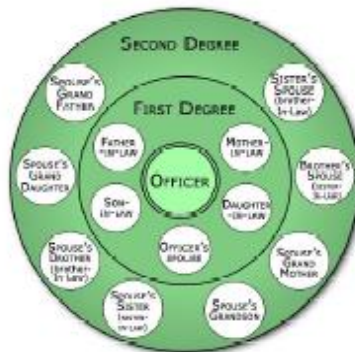 SECOND DEGREE
SPOUSE'S
GRAND
FATHER
SISTER'S
SPOUSE
(brother-
in-law)
FIRST DEGREE
FATHER
-IN-LAW
MOTHER
-IN-LAW
SPOUSE'S
GRAND
DAUGHTER
OFFICER
BROTHER'S
SPOUSE
(sister-
in-law)
SON-
IN-LAW
DAUGHTER
-IN-LAW
SPOUSE'S
BROTHER
(brother-
in-law)
OFFICER'S
SPOUSE
SPOUSE'S
GRAND
MOTHER
SPOUSE'S
SISTER
(sister-
in-law)
SPOUSE'S
GRANDSON